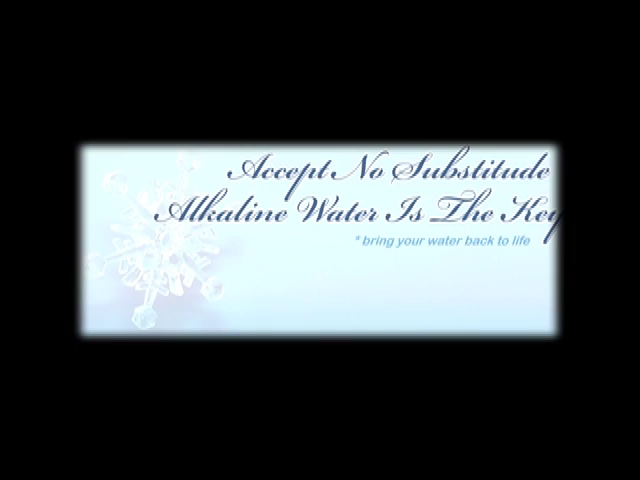 Accept No Substitude
Alkaline Water Is The Key
* bring your water back to life